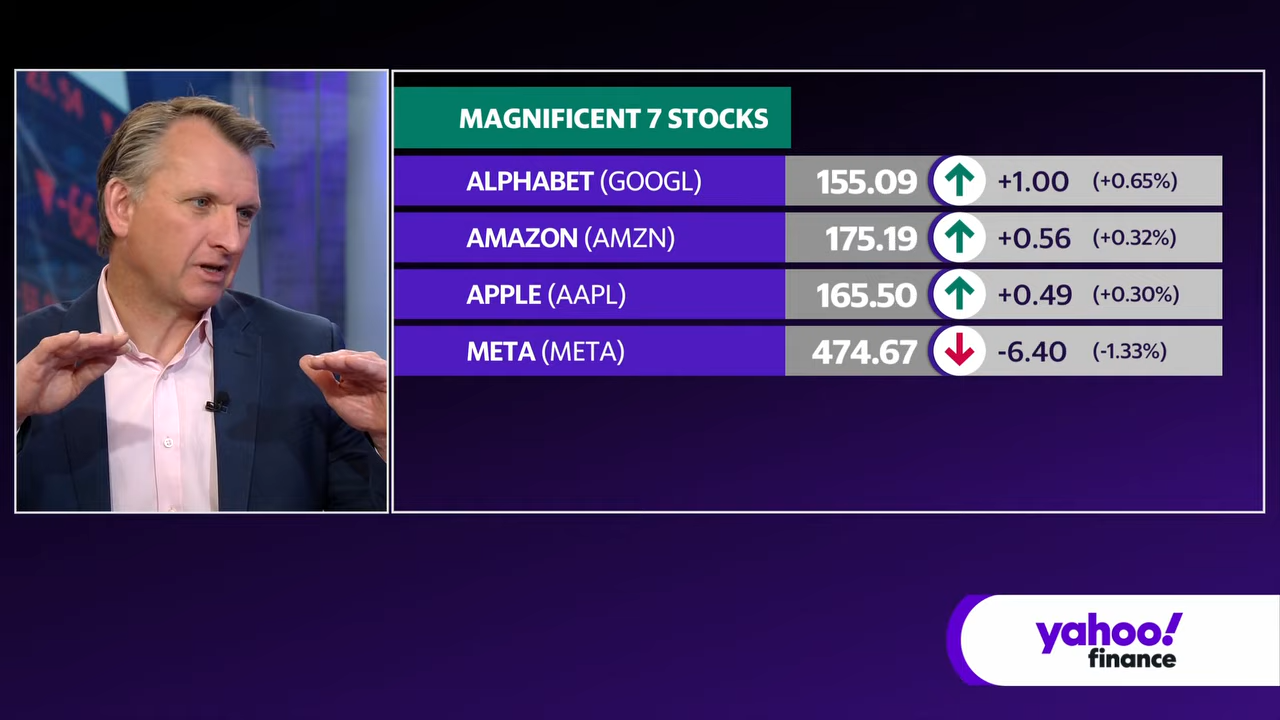 MAGNIFICENT 7 STOCKS
ALPHABET (GOOGL) 155.09 +1.00 (+0.65%)
AMAZON (AMZN) 175.19 +0.56 (+0.32%)
APPLE (AAPL) 165.50 +0.49 (+0.30%)
META (META) 474.67 -6.40 (-1.33%)
yahoo!
finance